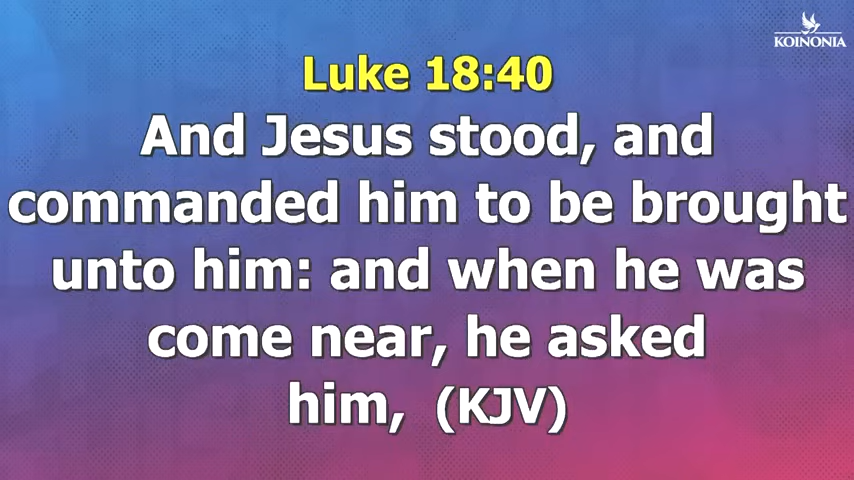 KOINONIA
Luke 18:40
And Jesus stood, and
commanded him to be brought
unto him: and when he was
come near, he asked
him, (KJV)